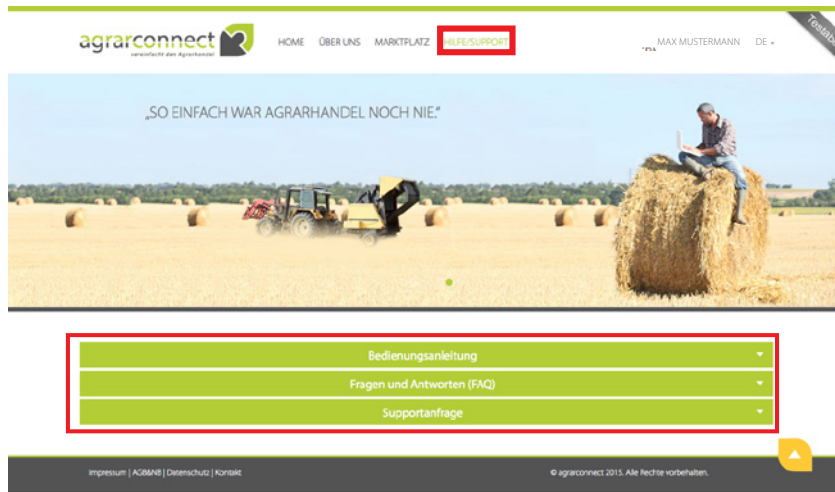 agrarconnect
vereinfacht den Agrarhandel
HOME ÜBER UNS MARKTPLATZ HILFE/SUPPORT
MAX MUSTERMANN DE
„SO EINFACH WAR AGRARHANDEL NOCH NIE."
Bedienungsanleitung
Fragen und Antworten (FAQ)
Supportanfrage
Impressum | AGB&NB | Datenschutz | Kontakt
© agrarconnect 2015. Alle Rechte vorbehalten.